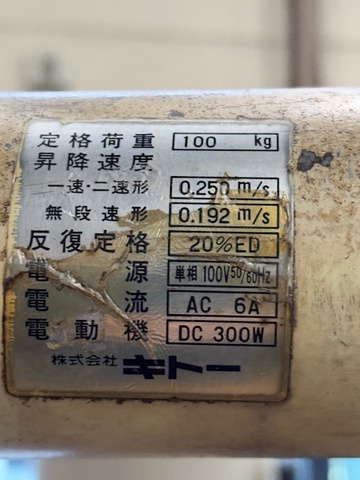 定格荷重 100 kg
昇降速度
一速・二速形 0.250 m/s
無段速形 0.192 m/s
反復定格 20%ED
電源 単相100V50/60Hz
電流 AC 6A
電動機 DC 300W
株式会社 キトー